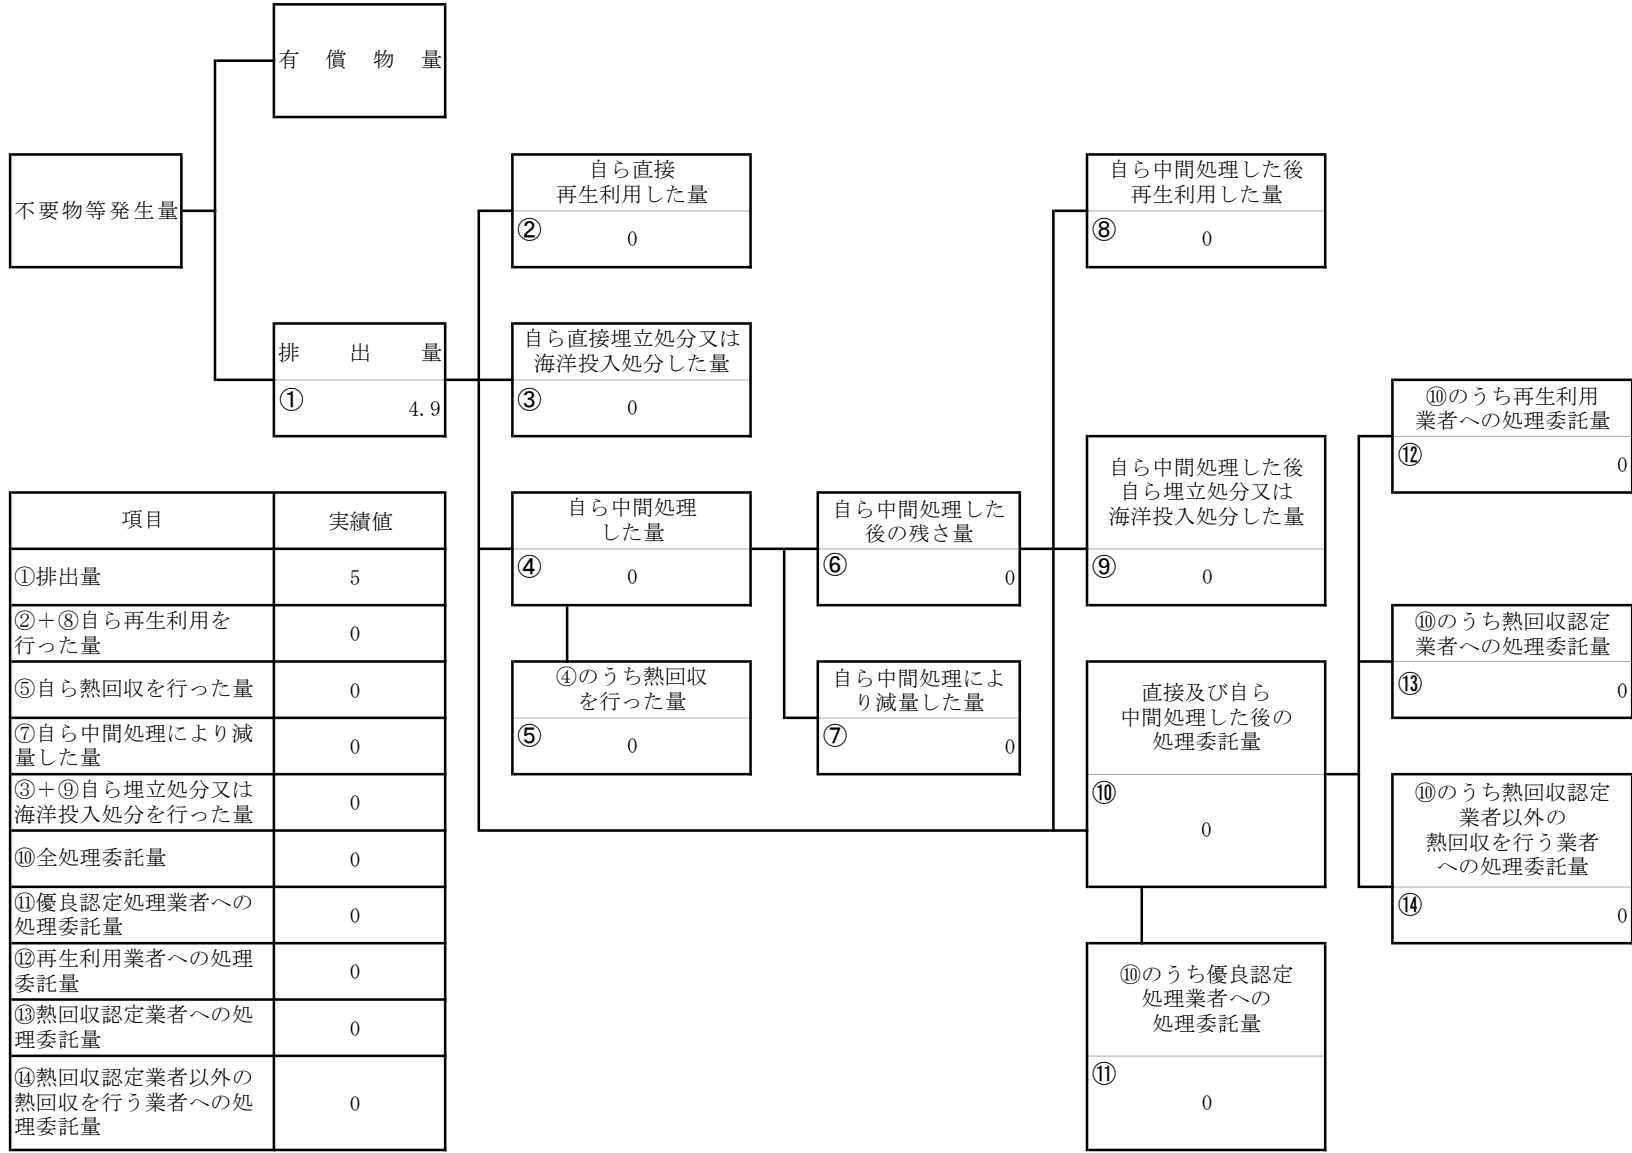 有償物量
不要物等発生量
排出量
①
4.9
自ら直接
再生利用した量
②
0
自ら直接埋立処分又は
海洋投入処分した量
③
0
自ら中間処理
した量
④
0
④のうち熱回収
を行った量
⑤
0
自ら中間処理した
後の残さ量
⑥
0
自ら中間処理によ
り減量した量
⑦
0
自ら中間処理した後
再生利用した量
⑧
0
自ら中間処理した後
自ら埋立処分又は
海洋投入処分した量
⑨
0
直接及び自ら
中間処理した後の
処理委託量
⑩
0
⑩のうち優良認定
処理業者への
処理委託量
⑪
0
⑩のうち再生利用
業者への処理委託量
⑫
0
⑩のうち熱回収認定
業者への処理委託量
⑬
0
⑩のうち熱回収認定
業者以外の
熱回収を行う業者
への処理委託量
⑭
0
項目 実績値
①排出量 5
②+⑧自ら再生利用を
行った量 0
⑤自ら熱回収を行った量 0
⑦自ら中間処理により減
量した量 0
③+⑨自ら埋立処分又は
海洋投入処分を行った量 0
⑩全処理委託量 0
⑪優良認定処理業者への
処理委託量 0
⑫再生利用業者への処理
委託量 0
⑬熱回収認定業者への処
理委託量 0
⑭熱回収認定業者以外の
熱回収を行う業者への処
理委託量 0